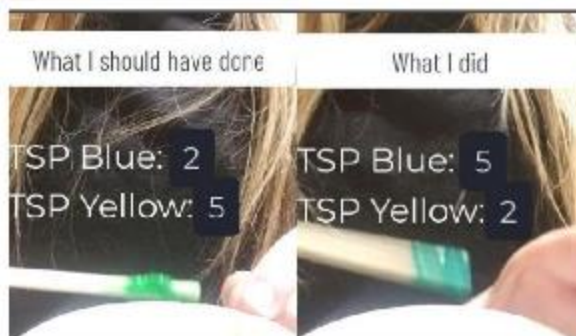 What I should have done
TSP Blue: 2
TSP Yellow: 5
What I did
TSP Blue: 5
TSP Yellow: 2